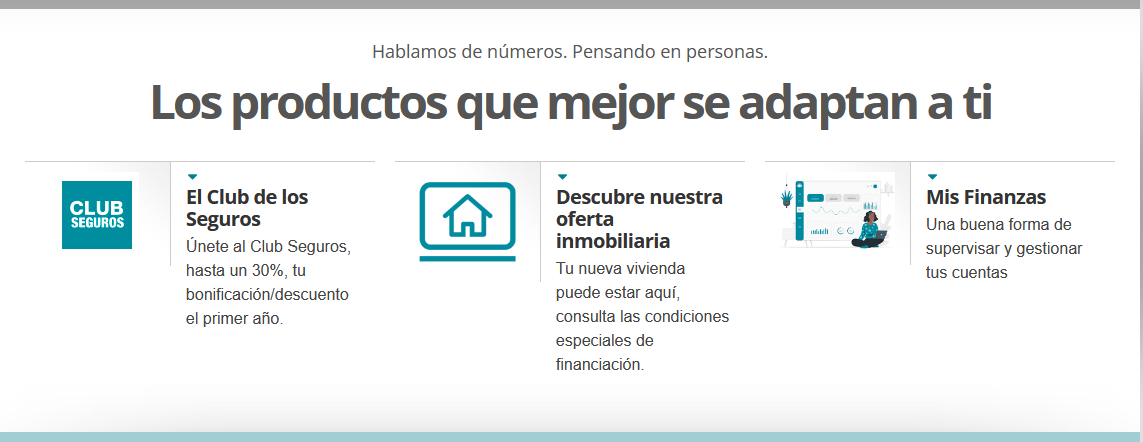 Hablamos de números. Pensando en personas.
Los productos que mejor se adaptan a ti
CLUB
SEGUROS
El Club de los
Seguros
Únete al Club Seguros,
hasta un 30%, tu
bonificación/descuento
el primer año.
Descubre nuestra
oferta
inmobiliaria
Tu nueva vivienda
puede estar aquí,
consulta las condiciones
especiales de
financiación.
Mis Finanzas
Una buena forma de
supervisar y gestionar
tus cuentas